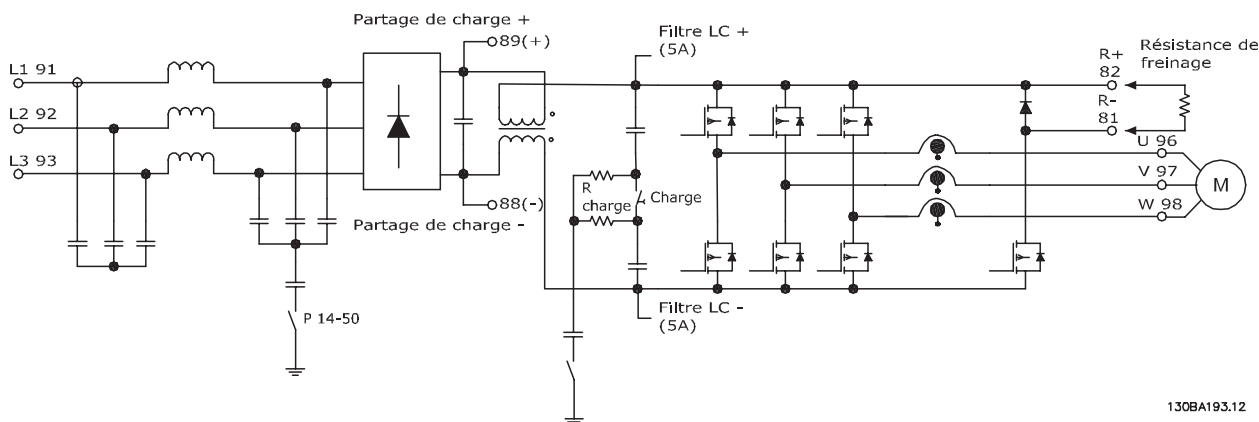 Partage de charge +
89(+)
Filtre LC +
(5A)
L1 91
L2 92
L3 93
R+
82
R-
81
Résistance de
freinage
U 96
V 97
W 98
M
R
charge
Charge
88(-)
Partage de charge -
P 14-50
Filtre LC -
(5A)
130BA193.12